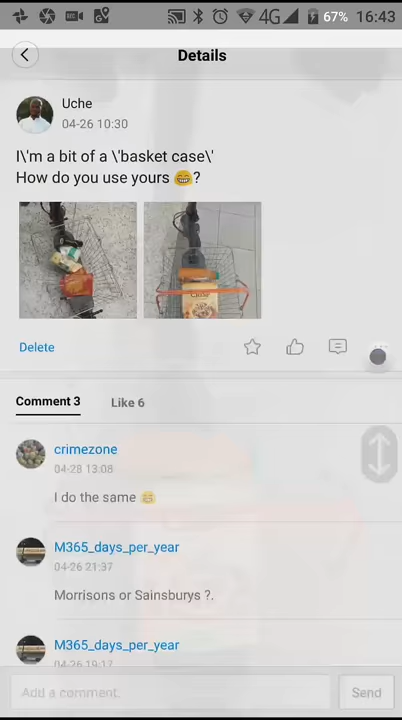 4G 67% 16:43
Details
Uche
04-26 10:30
I\'m a bit of a \'basket case\'
How do you use yours 😁?
Delete
Comment 3 Like 6
crimezone
04-28 13:08
I do the same 😁
M365_days_per_year
04-26 21:37
Morrisons or Sainsburys ?.
M365_days_per_year
04-26 19:17
Add a comment.
Send